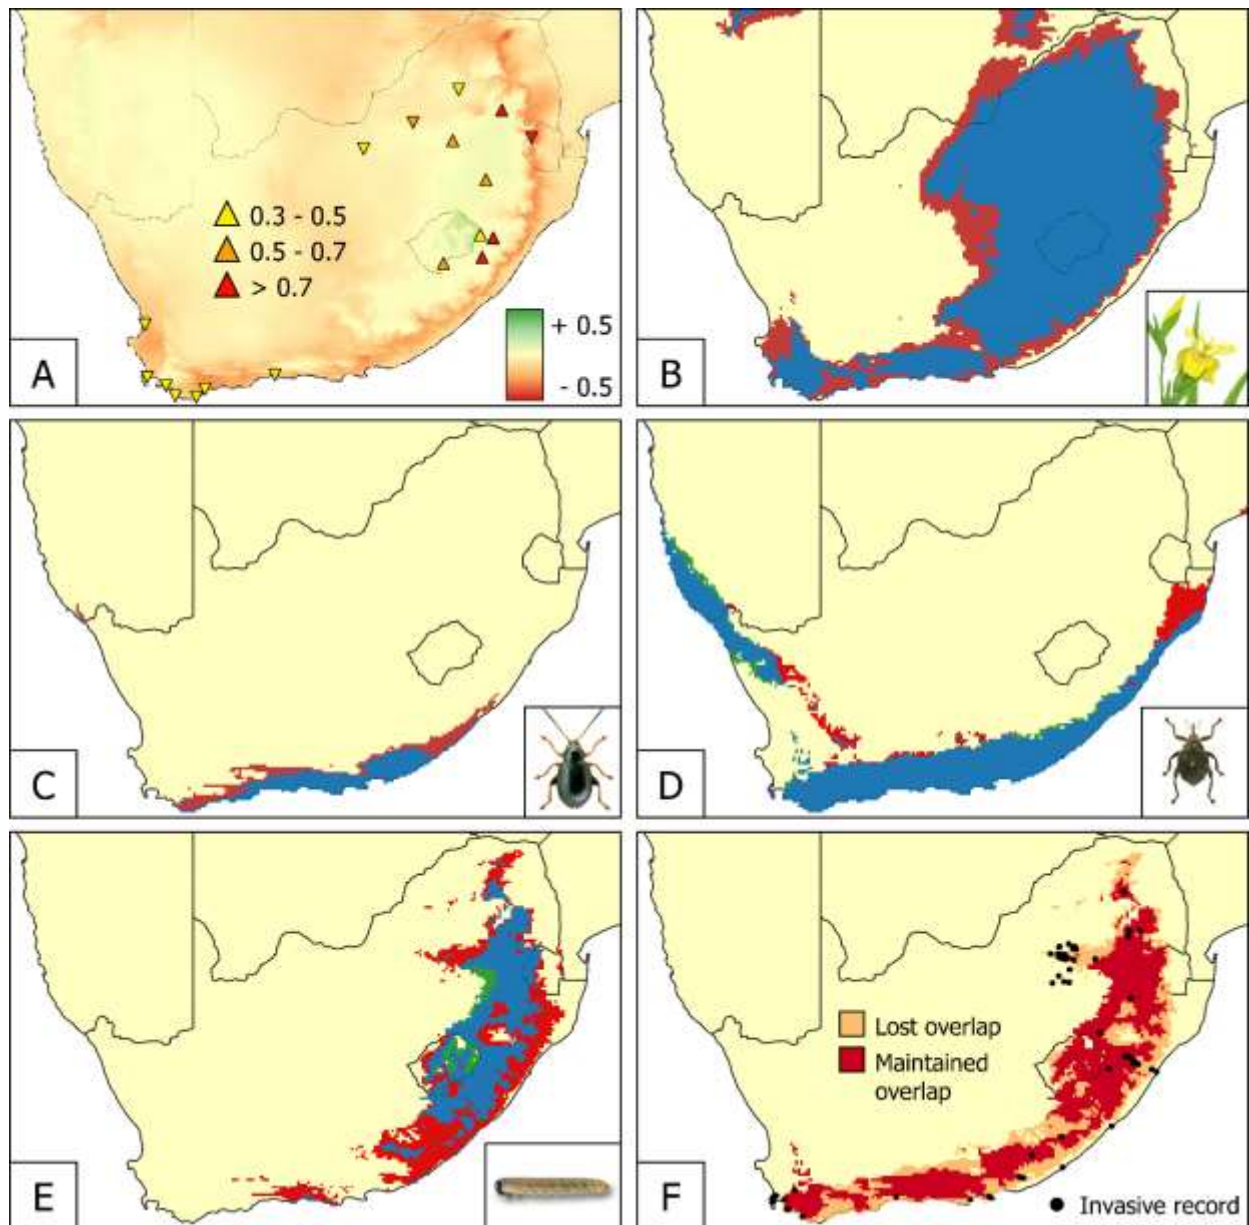 0.3 - 0.5
0.5 - 0.7
> 0.7
+ 0.5
- 0.5
A
B
C
D
E
Lost overlap
Maintained
overlap
Invasive record
F